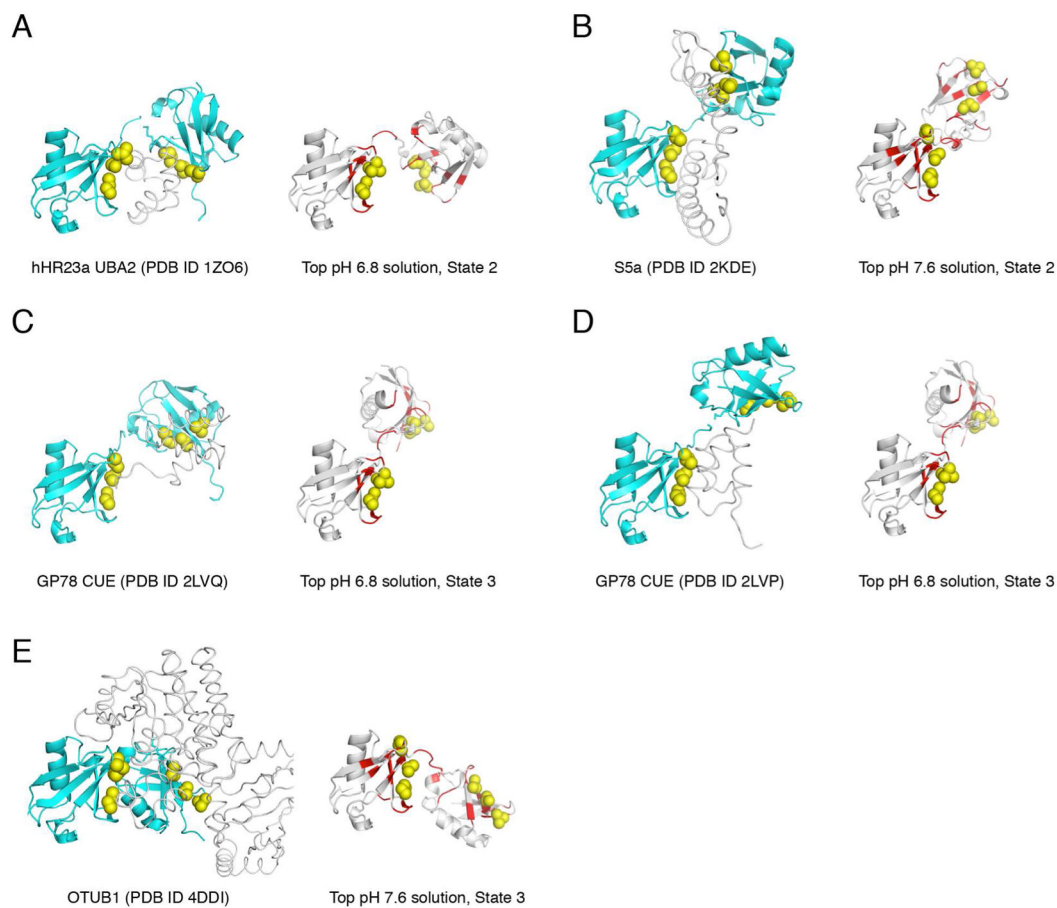 A
B
hHR23a UBA2 (PDB ID 1ZO6)
Top pH 6.8 solution, State 2
S5a (PDB ID 2KDE)
Top pH 7.6 solution, State 2
C
D
GP78 CUE (PDB ID 2LVQ)
Top pH 6.8 solution, State 3
GP78 CUE (PDB ID 2LVP)
Top pH 6.8 solution, State 3
E
OTUB1 (PDB ID 4DDI)
Top pH 7.6 solution, State 3